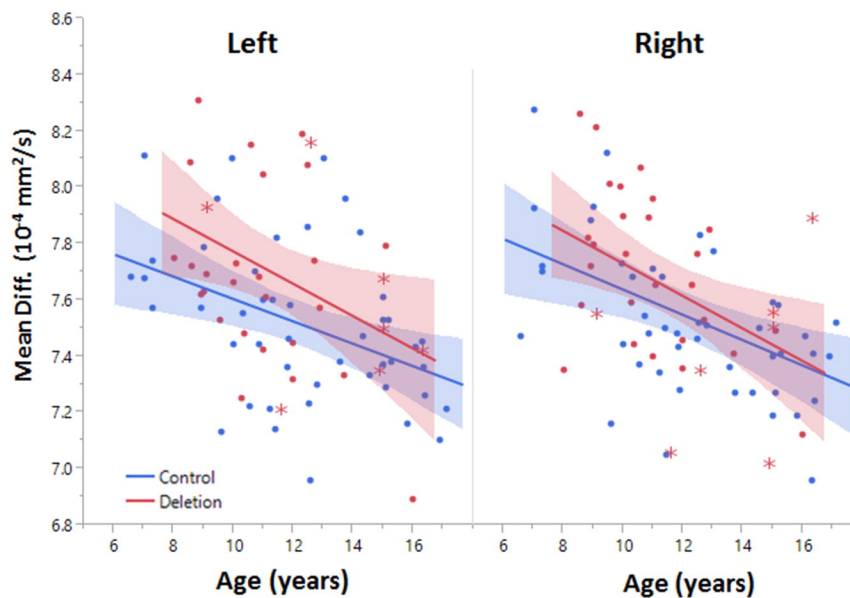 Left Right
8.6
8.4
8.2
8.0
7.8
7.6
7.4
7.2
7.0
6.8
Mean Diff. (10⁻⁴ mm²/s)
Control
Deletion
6 8 10 12 14 16 6 8 10 12 14 16
Age (years) Age (years)